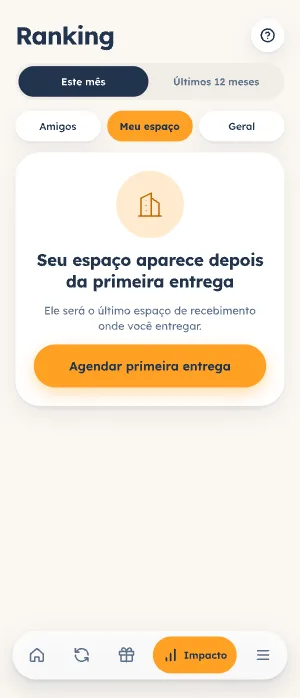 Ranking
Este mês
Últimos 12 meses
Amigos
Meu espaço
Geral
Seu espaço aparece depois
da primeira entrega
Ele será o último espaço de recebimento
onde você entregar.
Agendar primeira entrega
Impacto